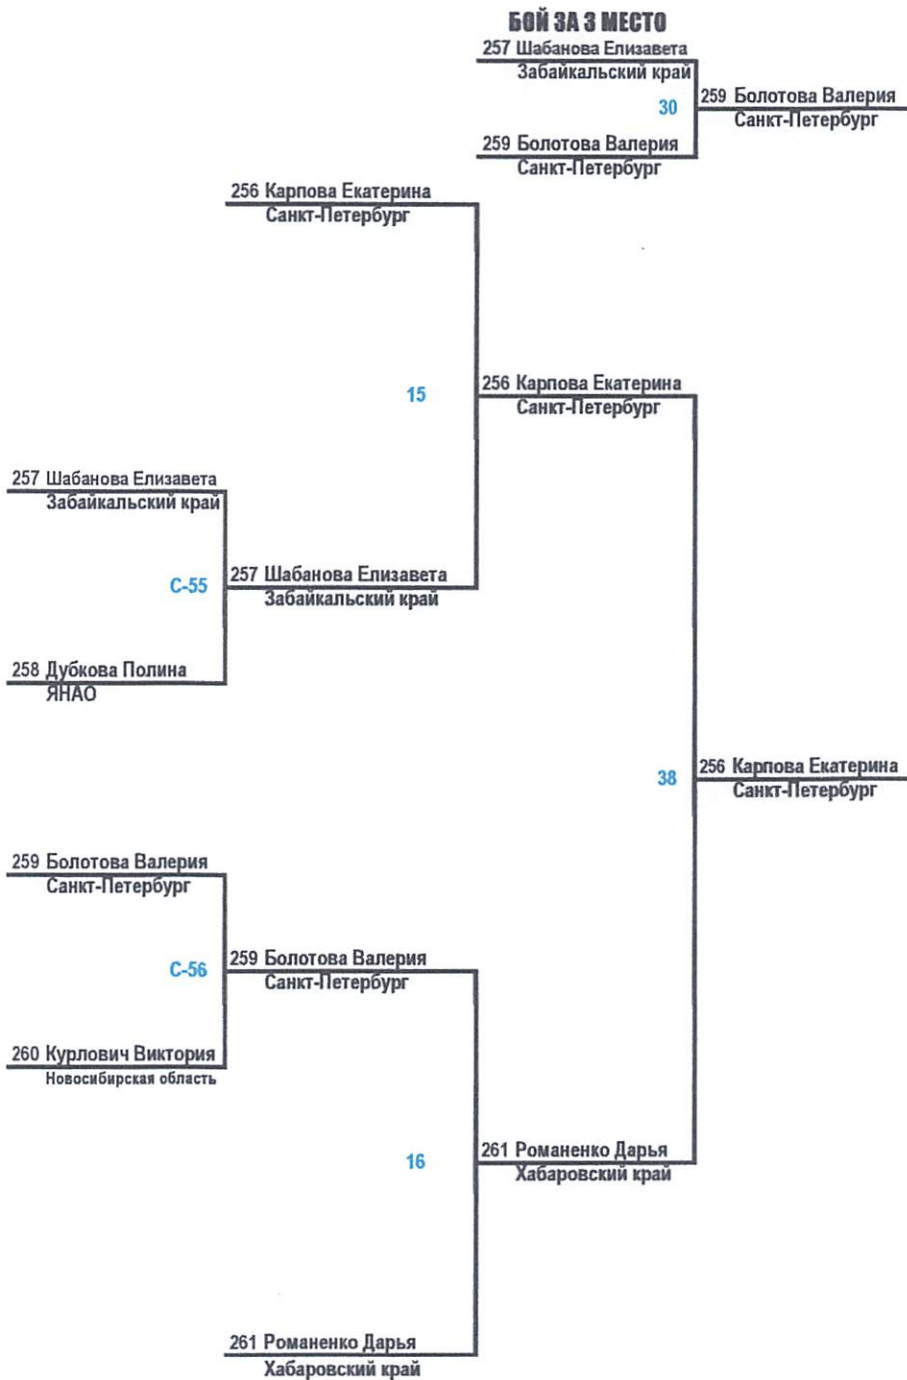 БОЙ ЗА 3 МЕСТО
257 Шабанова Елизавета
Забайкальский край
30
259 Болотова Валерия
Санкт-Петербург
259 Болотова Валерия
Санкт-Петербург
256 Карпова Екатерина
Санкт-Петербург
15
256 Карпова Екатерина
Санкт-Петербург
257 Шабанова Елизавета
Забайкальский край
С-55
257 Шабанова Елизавета
Забайкальский край
258 Дубкова Полина
ЯНАО
38
256 Карпова Екатерина
Санкт-Петербург
259 Болотова Валерия
Санкт-Петербург
С-56
259 Болотова Валерия
Санкт-Петербург
260 Курлович Виктория
Новосибирская область
16
261 Романенко Дарья
Хабаровский край
261 Романенко Дарья
Хабаровский край